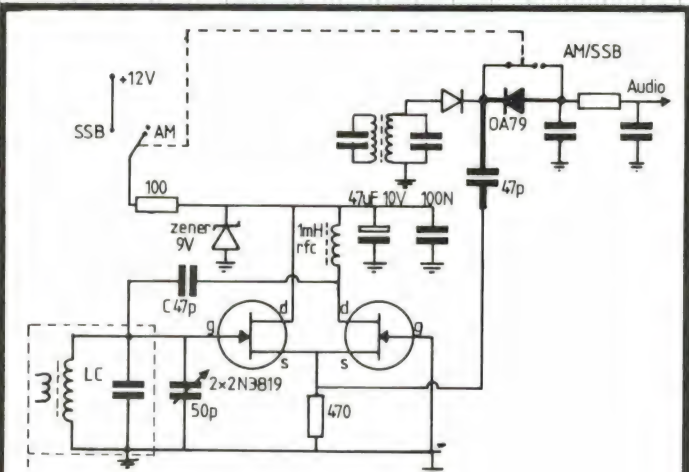 AM/SSB
+12V
Audio
SSB
AM
OA79
100
47uF 10V
100N
47p
zener
9V
1mH
rfc
C 47p
d
d
g
g
s
s
LC
2×2N3819
50p
470